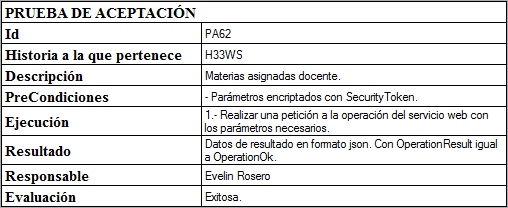 PRUEBA DE ACEPTACIÓN
Id PA62
Historia a la que pertenece H33WS
Descripción Materias asignadas docente.
PreCondiciones - Parámetros encriptados con SecurityToken.
Ejecución 1.- Realizar una petición a la operación del servicio web con
los parámetros necesarios.
Resultado Datos de resultado en formato json. Con OperationResult igual
a OperationOk.
Responsable Evelin Rosero
Evaluación Exitosa.